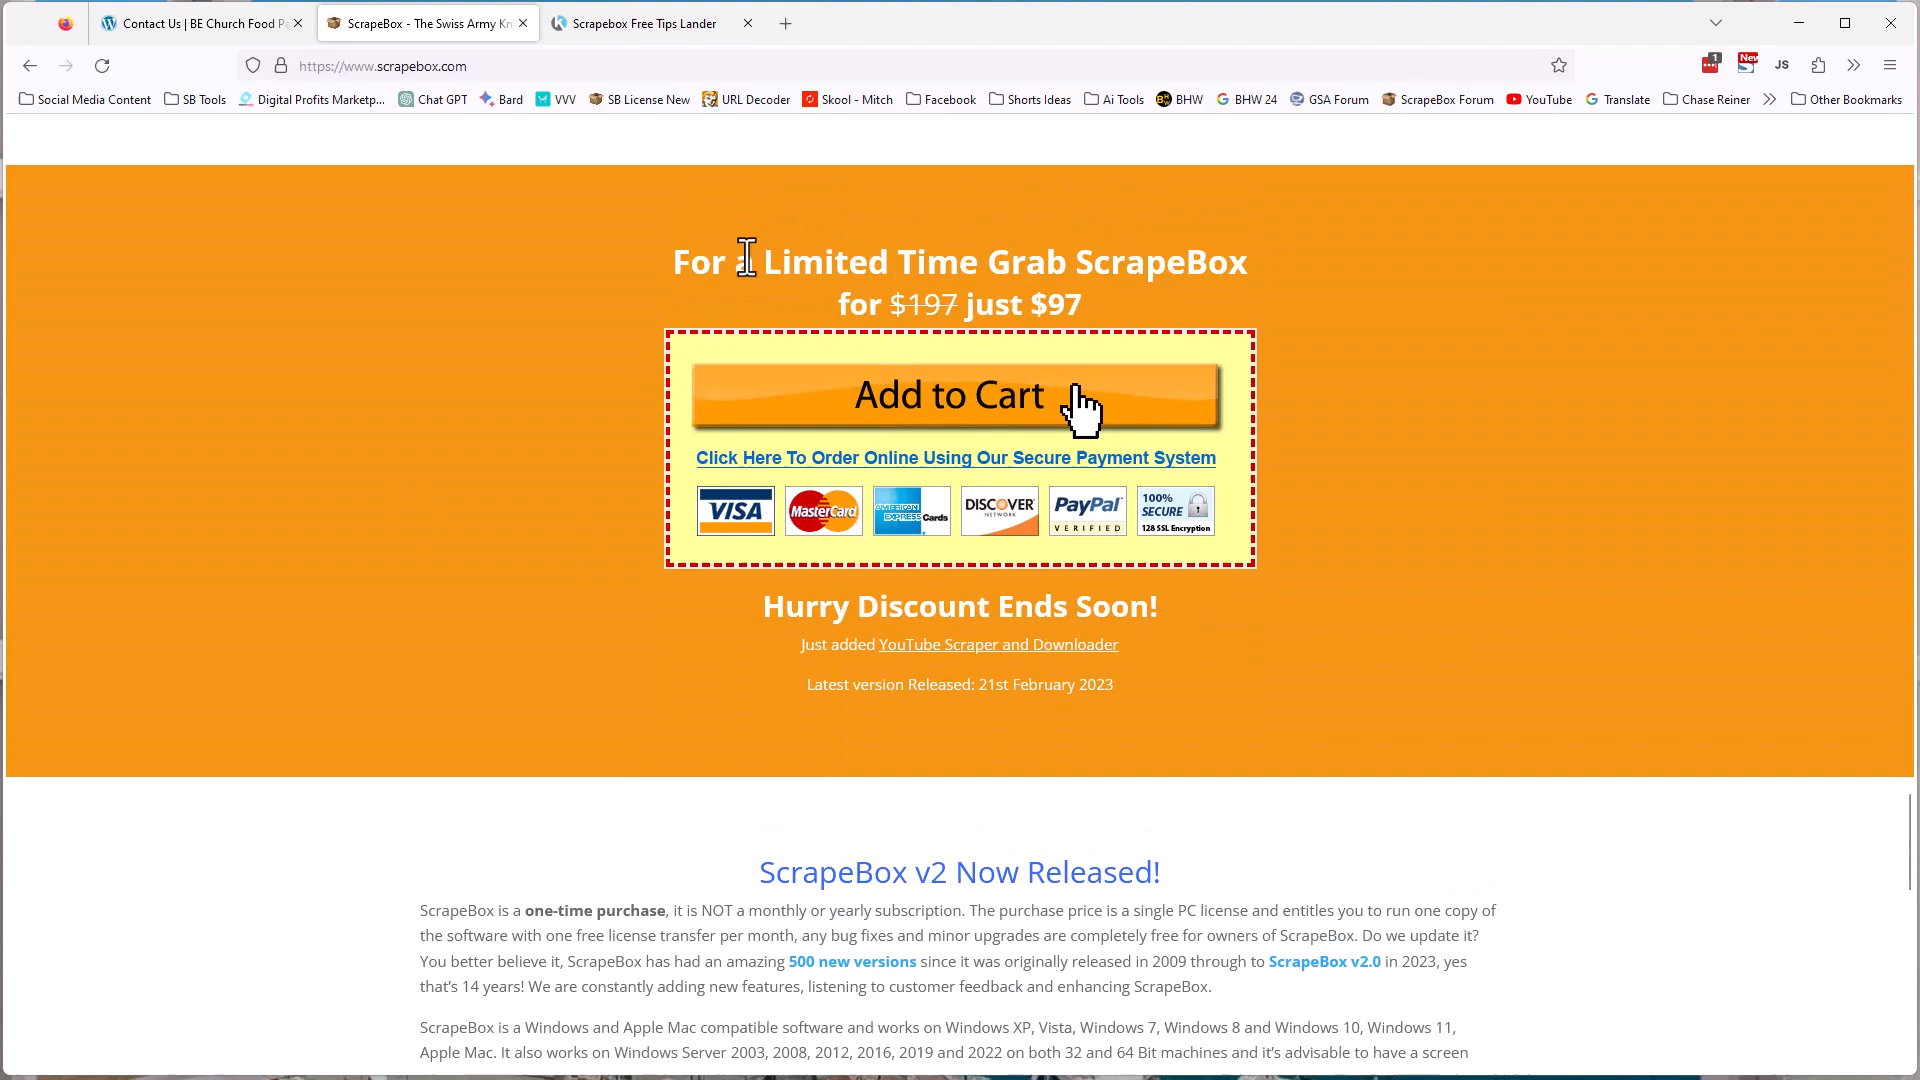 Contact Us | BE Church Food Pa
ScrapeBox - The Swiss Army Kn
Scrapebox Free Tips Lander
https://www.scrapebox.com
1
New
JS
Social Media Content
SB Tools
Digital Profits Marketp...
Chat GPT
Bard
VVV
SB License New
URL Decoder
Skool - Mitch
Facebook
Shorts Ideas
Ai Tools
BHW
BHW 24
GSA Forum
ScrapeBox Forum
YouTube
Translate
Chase Reiner
Other Bookmarks
For a Limited Time Grab ScrapeBox
for $197 just $97
Add to Cart
Click Here To Order Online Using Our Secure Payment System
VISA
MasterCard
AMERICAN EXPRESS Cards
DISCOVER NETWORK
PayPal VERIFIED
100% SECURE 128 SSL Encryption
Hurry Discount Ends Soon!
Just added YouTube Scraper and Downloader
Latest version Released: 21st February 2023
ScrapeBox v2 Now Released!
ScrapeBox is a one-time purchase, it is NOT a monthly or yearly subscription. The purchase price is a single PC license and entitles you to run one copy of
the software with one free license transfer per month, any bug fixes and minor upgrades are completely free for owners of ScrapeBox. Do we update it?
You better believe it, ScrapeBox has had an amazing 500 new versions since it was originally released in 2009 through to ScrapeBox v2.0 in 2023, yes
that's 14 years! We are constantly adding new features, listening to customer feedback and enhancing ScrapeBox.
ScrapeBox is a Windows and Apple Mac compatible software and works on Windows XP, Vista, Windows 7, Windows 8 and Windows 10, Windows 11,
Apple Mac. It also works on Windows Server 2003, 2008, 2012, 2016, 2019 and 2022 on both 32 and 64 Bit machines and it's advisable to have a screen